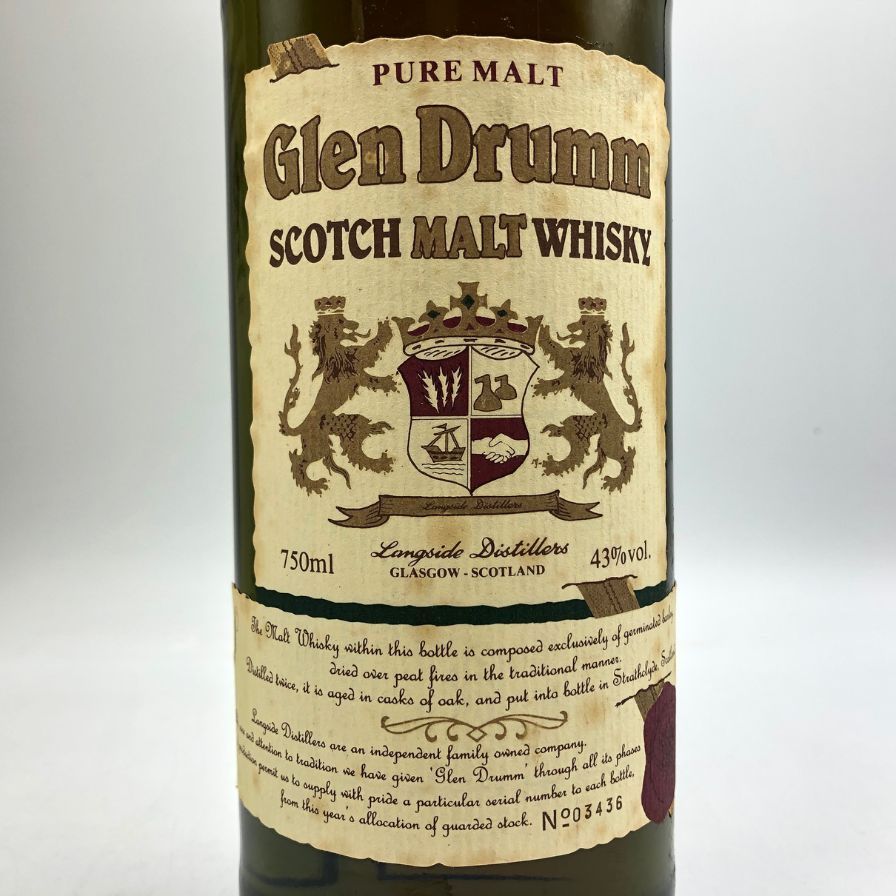 PURE MALT
Glen Drumm
SCOTCH MALT WHISKY
Langside Distillers
750ml
Langside Distillers
43%vol.
GLASGOW - SCOTLAND
The Malt Whisky within this bottle is composed exclusively of germinated
dried over peat fires in the traditional manner.
Distilled twice, it is aged in casks of oak, and put into bottle in Strathclyde,
Langside Distillers are an independent family owned company.
and attention to tradition we have given 'Glen Drumm' through all its phases
permit us to supply with pride a particular serial number to each bottle,
from this year's allocation of guarded stock. Nº03436